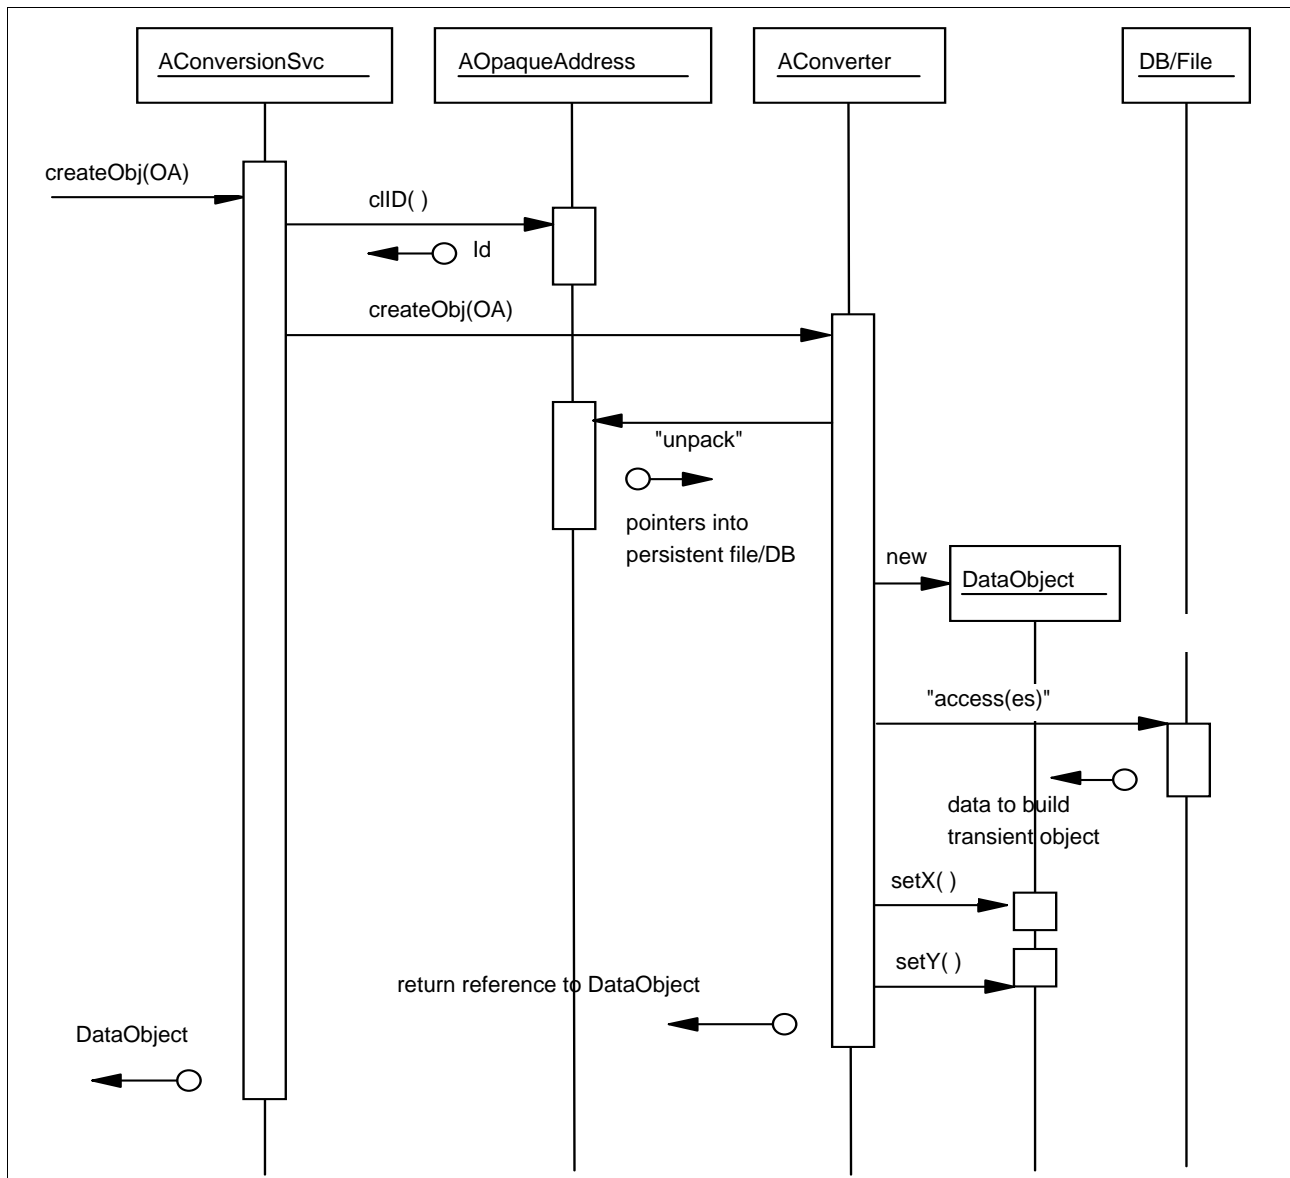 AConversionSvc
AOpaqueAddress
AConverter
DB/File
createObj(OA)
clID( )
Id
createObj(OA)
"unpack"
pointers into
persistent file/DB
new
DataObject
"access(es)"
data to build
transient object
setX( )
setY( )
return reference to DataObject
DataObject